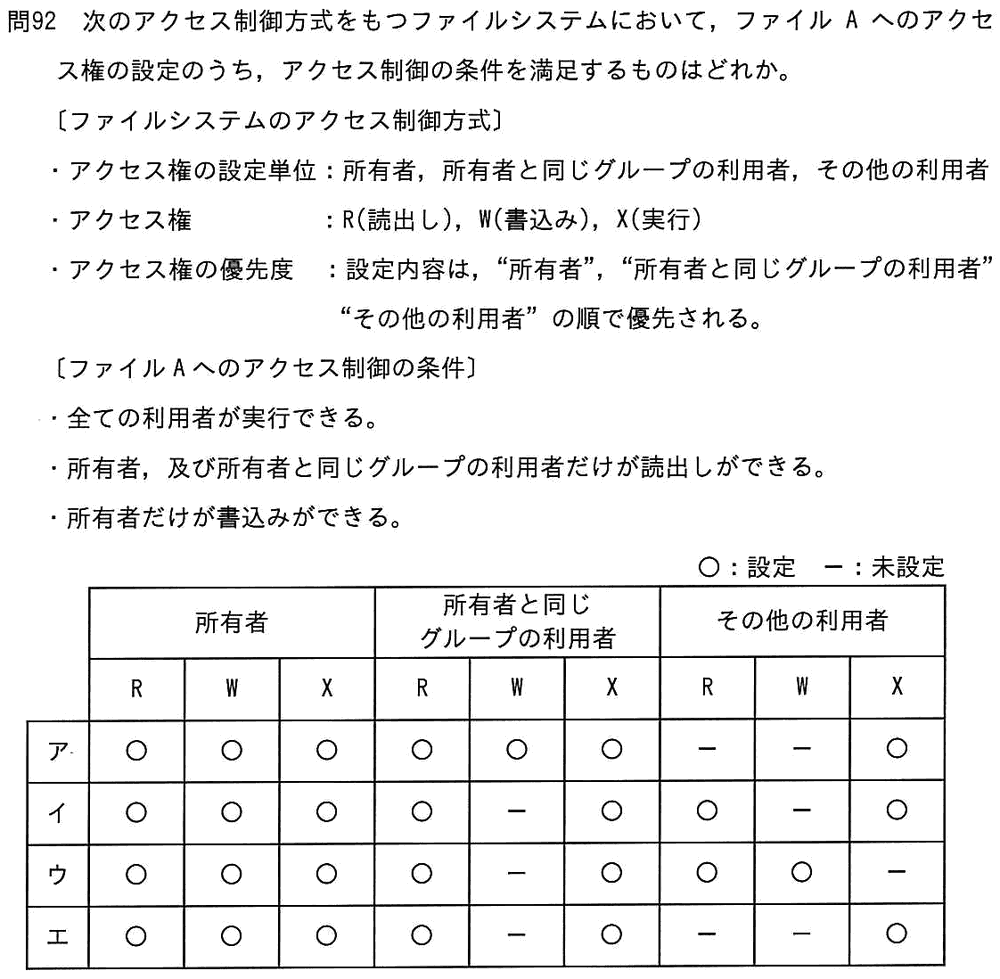 問92 次のアクセス制御方式をもつファイルシステムにおいて，ファイル A へのアクセ
ス権の設定のうち，アクセス制御の条件を満足するものはどれか。
〔ファイルシステムのアクセス制御方式〕
・アクセス権の設定単位：所有者，所有者と同じグループの利用者，その他の利用者
・アクセス権 ：R(読出し)，W(書込み)，X(実行)
・アクセス権の優先度 ：設定内容は，“所有者”，“所有者と同じグループの利用者”
“その他の利用者” の順で優先される。
〔ファイル A へのアクセス制御の条件〕
・全ての利用者が実行できる。
・所有者，及び所有者と同じグループの利用者だけが読出しができる。
・所有者だけが書込みができる。
○：設定 －：未設定
所有者 所有者と同じ その他の利用者
グループの利用者
R W X R W X R W X
ア ○ ○ ○ ○ ○ ○ － － ○
イ ○ ○ ○ ○ － ○ ○ － ○
ウ ○ ○ ○ ○ － ○ ○ ○ －
エ ○ ○ ○ ○ － ○ － － ○